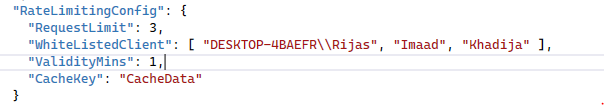 "RateLimitingConfig": {
"RequestLimit": 3,
"WhiteListedClient": [ "DESKTOP-4BAEFR\\Rijas", "Imaad", "Khadija" ],
"ValidityMins": 1,
"CacheKey": "CacheData"
}